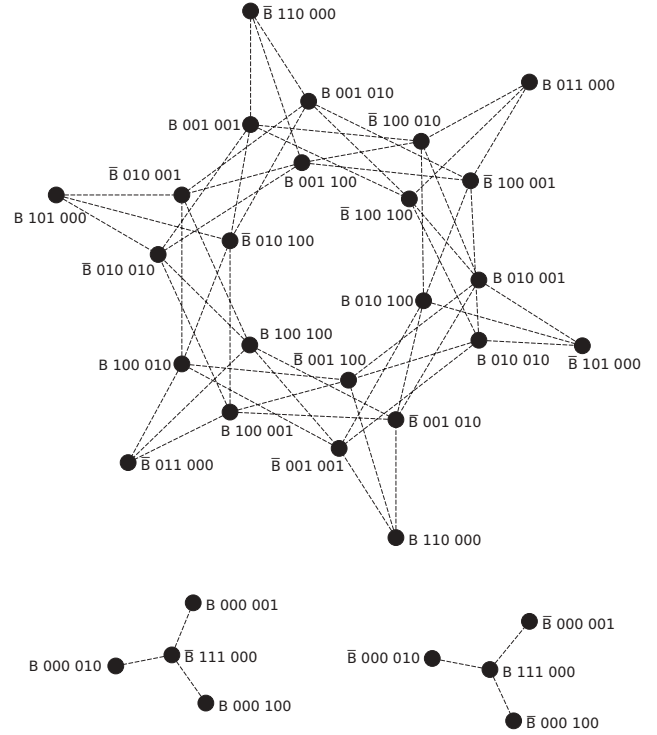 B̅ 110 000
B 011 000
B 001 010
B 001 001
B̅ 100 010
B̅ 010 001
B 001 100
B̅ 100 001
B 101 000
B̅ 100 100
B̅ 010 100
B̅ 010 010
B 010 001
B 010 100
B 100 100
B̅ 001 100
B 100 010
B 010 010
B̅ 101 000
B̅ 001 010
B 100 001
B̅ 011 000
B̅ 001 001
B 110 000
B 000 001
B̅ 000 001
B̅ 111 000
B̅ 000 010
B 000 010
B 111 000
B 000 100
B̅ 000 100